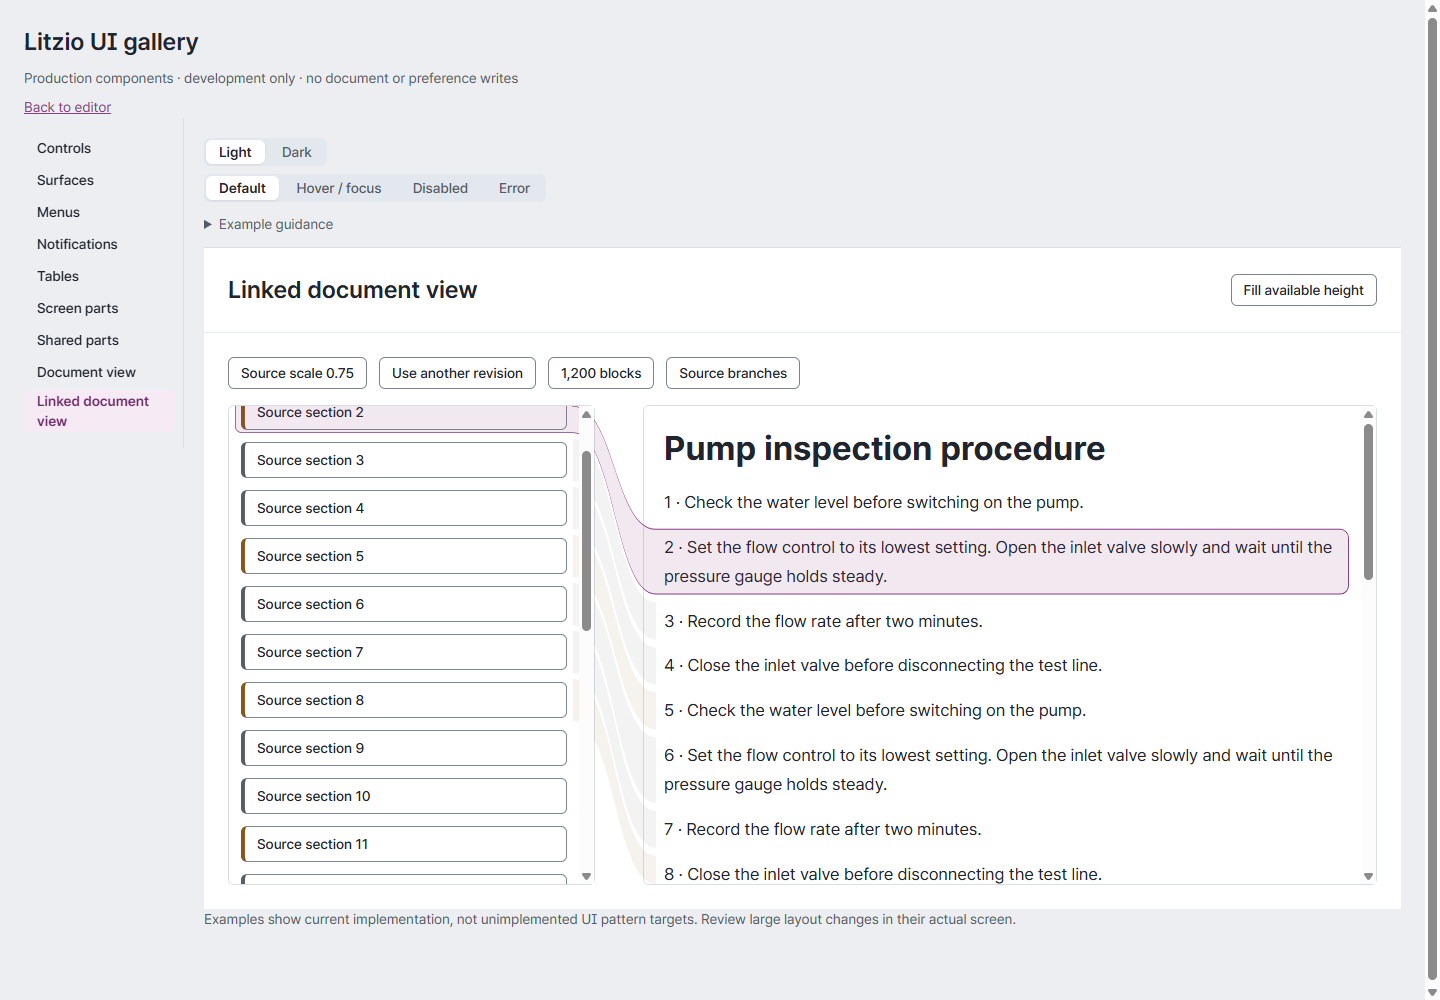 Litzio UI gallery
Production components · development only · no document or preference writes
Back to editor
Controls
Surfaces
Menus
Notifications
Tables
Screen parts
Shared parts
Document view
Linked document
view
Light
Dark
Default
Hover / focus
Disabled
Error
Example guidance
Linked document view
Fill available height
Source scale 0.75
Use another revision
1,200 blocks
Source branches
Source section 2
Source section 3
Source section 4
Source section 5
Source section 6
Source section 7
Source section 8
Source section 9
Source section 10
Source section 11
Pump inspection procedure
1 · Check the water level before switching on the pump.
2 · Set the flow control to its lowest setting. Open the inlet valve slowly and wait until the
pressure gauge holds steady.
3 · Record the flow rate after two minutes.
4 · Close the inlet valve before disconnecting the test line.
5 · Check the water level before switching on the pump.
6 · Set the flow control to its lowest setting. Open the inlet valve slowly and wait until the
pressure gauge holds steady.
7 · Record the flow rate after two minutes.
8 · Close the inlet valve before disconnecting the test line.
Examples show current implementation, not unimplemented UI pattern targets. Review large layout changes in their actual screen.